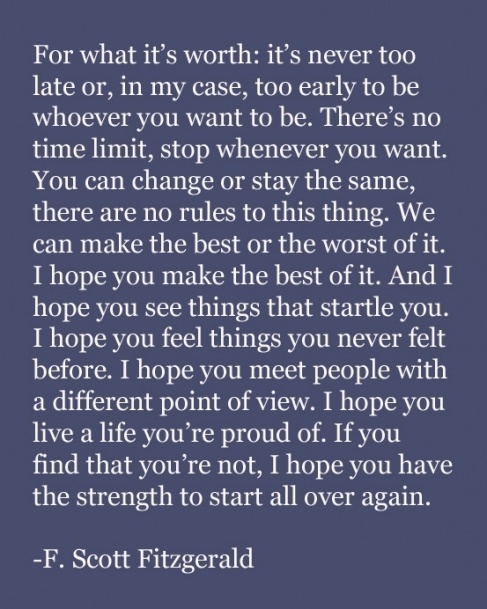 For what it’s worth: it’s never too
late or, in my case, too early to be
whoever you want to be. There’s no
time limit, stop whenever you want.
You can change or stay the same,
there are no rules to this thing. We
can make the best or the worst of it.
I hope you make the best of it. And I
hope you see things that startle you.
I hope you feel things you never felt
before. I hope you meet people with
a different point of view. I hope you
live a life you’re proud of. If you
find that you’re not, I hope you have
the strength to start all over again.
-F. Scott Fitzgerald